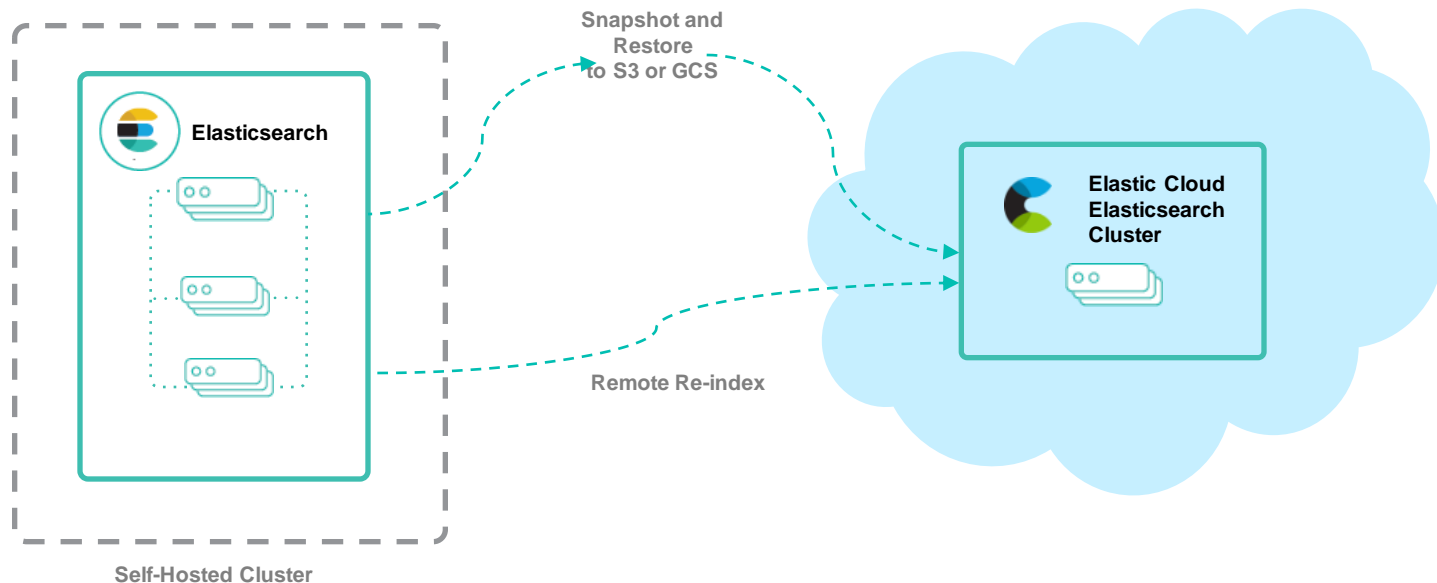 Snapshot and
Restore
to S3 or GCS
Elasticsearch
Elastic Cloud
Elasticsearch
Cluster
Remote Re-index
Self-Hosted Cluster